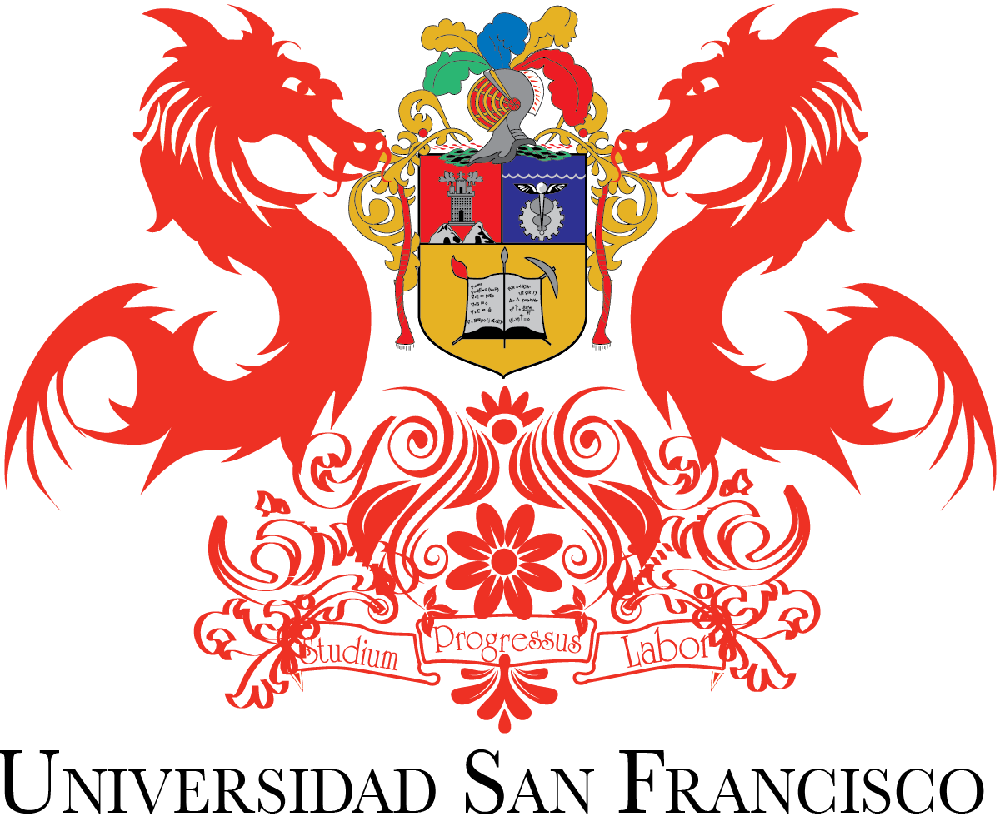 Studium Progressus Labor
UNIVERSIDAD SAN FRANCISCO